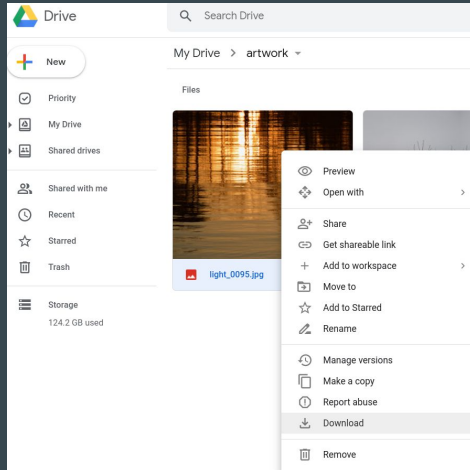 Drive
Search Drive
New
My Drive > artwork
Files
Priority
My Drive
Shared drives
Shared with me
Recent
Starred
Trash
Storage
124.2 GB used
light_0095.jpg
Preview
Open with
Share
Get shareable link
Add to workspace
Move to
Add to Starred
Rename
Manage versions
Make a copy
Report abuse
Download
Remove